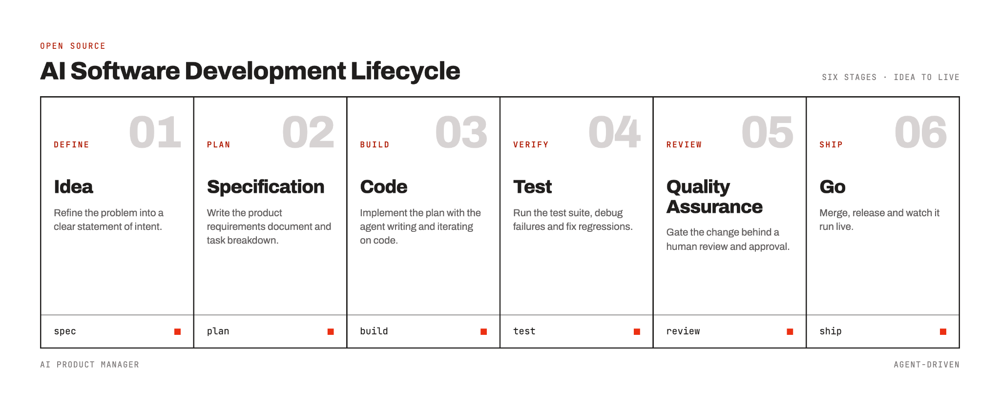 OPEN SOURCE
AI Software Development Lifecycle
SIX STAGES · IDEA TO LIVE
01
DEFINE
Idea
Refine the problem into a
clear statement of intent.
spec
02
PLAN
Specification
Write the product
requirements document and
task breakdown.
plan
03
BUILD
Code
Implement the plan with the
agent writing and iterating
on code.
build
04
VERIFY
Test
Run the test suite, debug
failures and fix regressions.
test
05
REVIEW
Quality
Assurance
Gate the change behind a
human review and approval.
review
06
SHIP
Go
Merge, release and watch it
run live.
ship
AI PRODUCT MANAGER
AGENT-DRIVEN